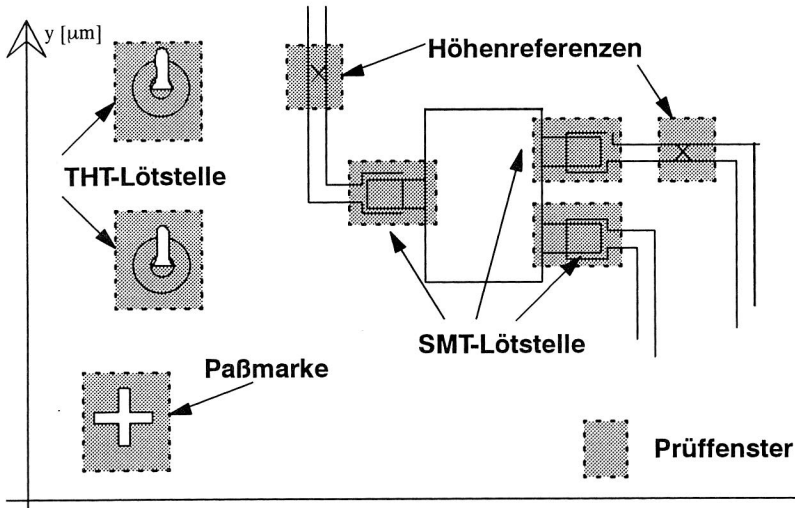 y [µm]
Höhenreferenzen
THT-Lötstelle
SMT-Lötstelle
Paßmarke
Prüffenster